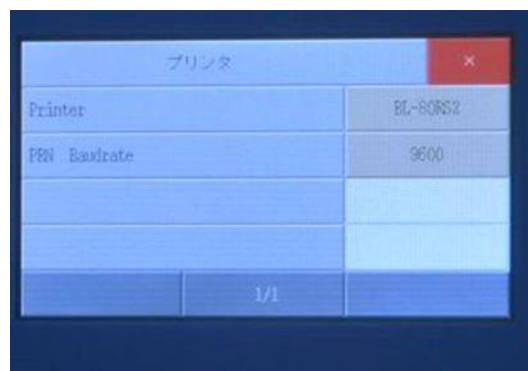 プリンタ ×
Printer BL-80RS2
PRN Baudrate 9600
1/1